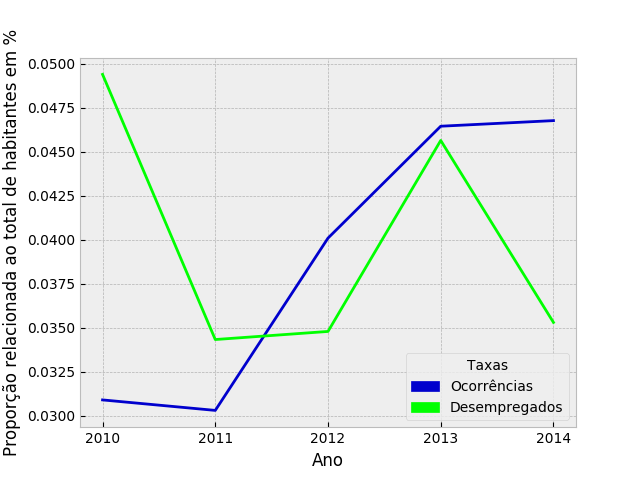 Proporção relacionada ao total de habitantes em %
0.0500
0.0475
0.0450
0.0425
0.0400
0.0375
0.0350
0.0325
0.0300
Taxas
Ocorrências
Desempregados
2010 2011 2012 2013 2014
Ano